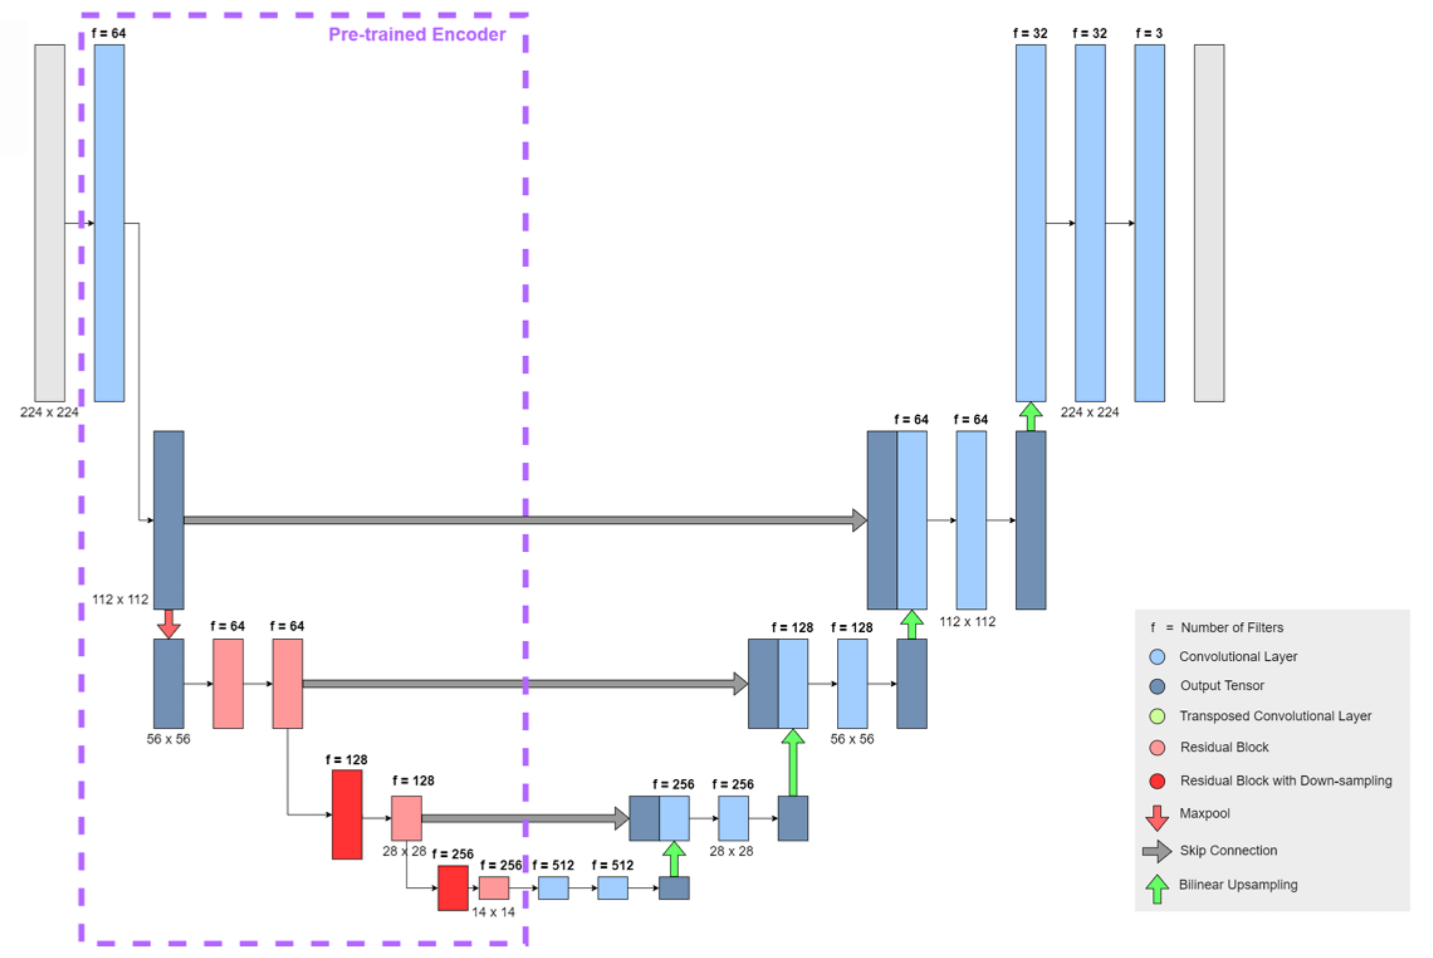 Pre-trained Encoder
f = 64
f = 32
f = 32
f = 3
224 x 224
224 x 224
f = 64
f = 64
112 x 112
112 x 112
f = 64
f = 64
f = 128
f = 128
56 x 56
56 x 56
f = 128
f = 128
f = 256
f = 256
28 x 28
28 x 28
f = 256
f = 256
f = 512
f = 512
14 x 14
f = Number of Filters
Convolutional Layer
Output Tensor
Transposed Convolutional Layer
Residual Block
Residual Block with Down-sampling
Maxpool
Skip Connection
Bilinear Upsampling